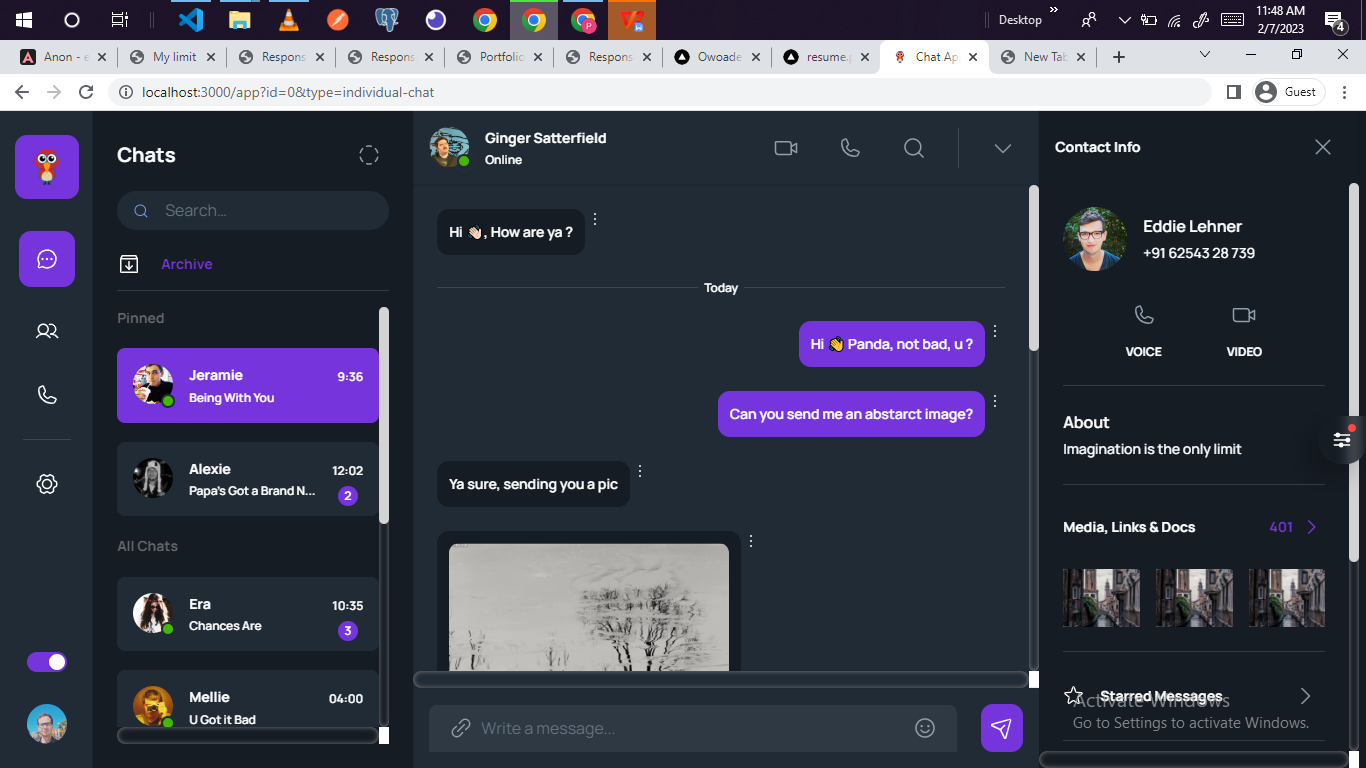 Desktop
»
11:48 AM
2/7/2023
4
Anon - e
My limit
Respons
Respons
Portfolio
Respons
Owoade
resume.p
Chat Ap
New Tab
localhost:3000/app?id=0&type=individual-chat
Guest
Chats
Search...
Archive
Pinned
Jeramie 9:36
Being With You
Alexie 12:02
Papa's Got a Brand N... 2
All Chats
Era 10:35
Chances Are 3
Mellie 04:00
U Got it Bad
Ginger Satterfield
Online
Hi 👋🏻, How are ya ?
Today
Hi 👋 Panda, not bad, u ?
Can you send me an abstarct image?
Ya sure, sending you a pic
Write a message...
Contact Info
Eddie Lehner
+91 62543 28 739
VOICE VIDEO
About
Imagination is the only limit
Media, Links & Docs 401
Starred Messages
Activate Windows
Go to Settings to activate Windows.